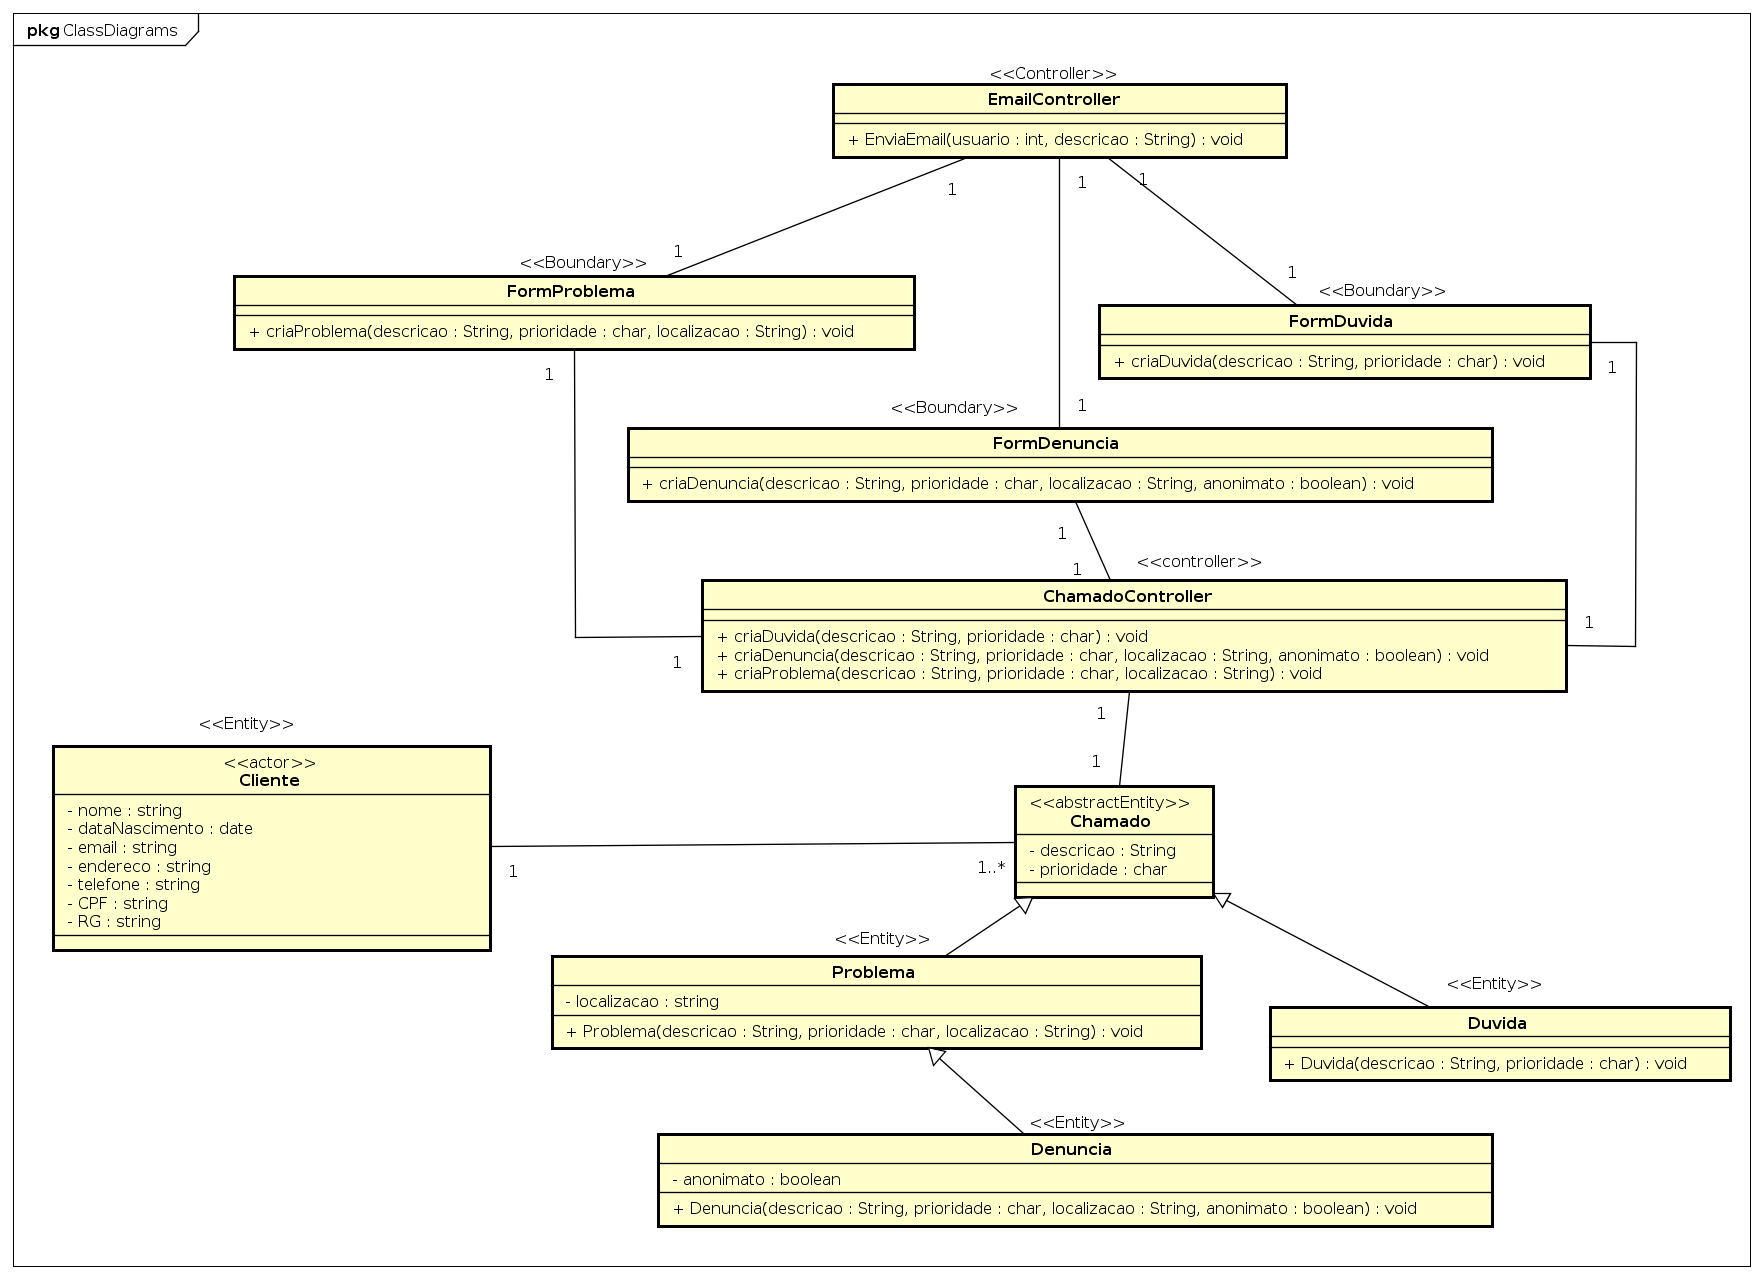 pkg ClassDiagrams
<<Controller>>
EmailController
+ EnviaEmail(usuario : int, descricao : String) : void
1
1
1
1
1
<<Boundary>>
FormProblema
+ criaProblema(descricao : String, prioridade : char, localizacao : String) : void
1
<<Boundary>>
FormDuvida
+ criaDuvida(descricao : String, prioridade : char) : void
1
1
<<Boundary>>
FormDenuncia
+ criaDenuncia(descricao : String, prioridade : char, localizacao : String, anonimato : boolean) : void
1
1
<<controller>>
ChamadoController
+ criaDuvida(descricao : String, prioridade : char) : void
+ criaDenuncia(descricao : String, prioridade : char, localizacao : String, anonimato : boolean) : void
+ criaProblema(descricao : String, prioridade : char, localizacao : String) : void
1
1
1
1
<<Entity>>
<<actor>>
Cliente
- nome : string
- dataNascimento : date
- email : string
- endereco : string
- telefone : string
- CPF : string
- RG : string
1
1..*
<<abstractEntity>>
Chamado
- descricao : String
- prioridade : char
<<Entity>>
Problema
- localizacao : string
+ Problema(descricao : String, prioridade : char, localizacao : String) : void
<<Entity>>
Duvida
+ Duvida(descricao : String, prioridade : char) : void
<<Entity>>
Denuncia
- anonimato : boolean
+ Denuncia(descricao : String, prioridade : char, localizacao : String, anonimato : boolean) : void